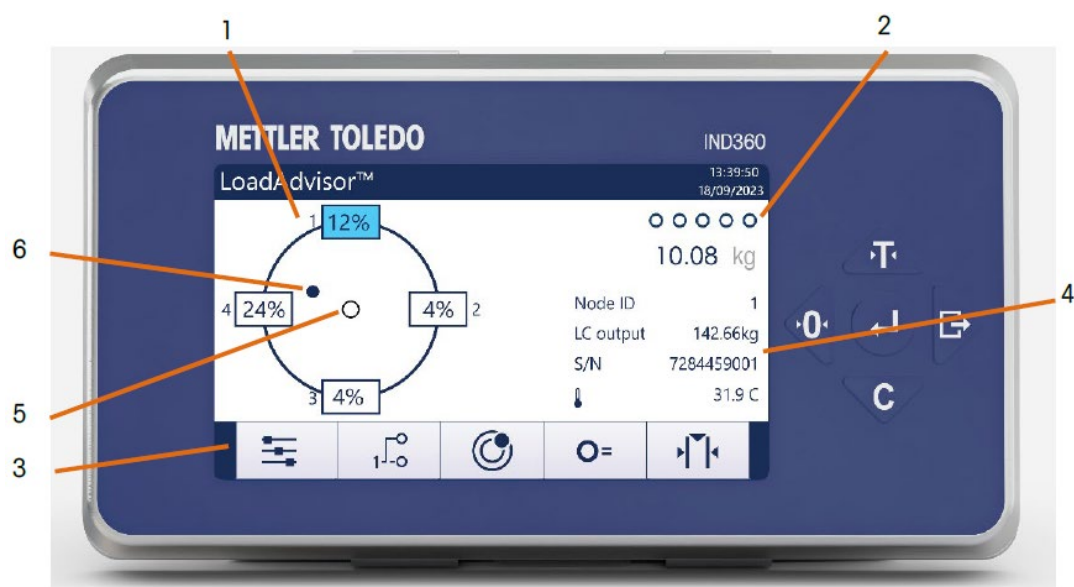 1
2
METTLER TOLEDO
IND360
LoadAdvisor™
13:39:50
18/09/2023
1 12%
6
10.08 kg
4
T
4 24%
4% 2
Node ID 1
0
LC output 142.66kg
S/N 7284459001
31.9 C
5
3 4%
C
3
1
O=